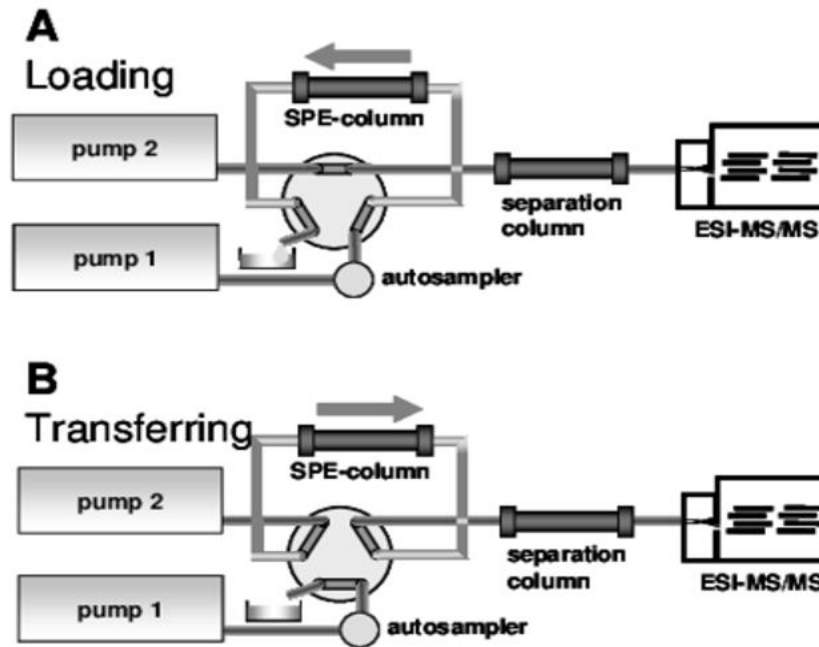 A
Loading
SPE-column
pump 2
separation
column
ESI-MS/MS
pump 1
autosampler
B
Transferring
SPE-column
pump 2
separation
column
ESI-MS/MS
pump 1
autosampler